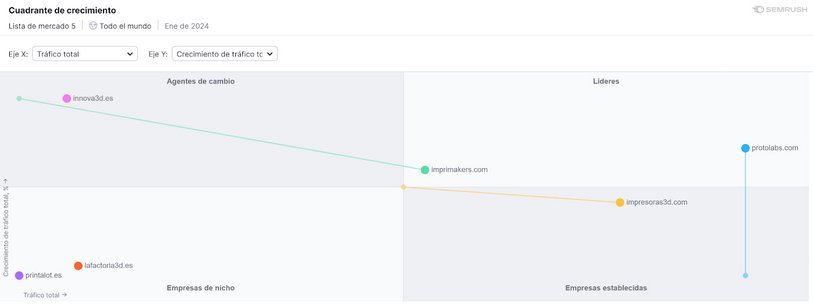 Cuadrante de crecimiento
SEMRUSH
Lista de mercado 5 Todo el mundo Ene de 2024
Eje X: Tráfico total Eje Y: Crecimiento de tráfico tc
Agentes de cambio Líderes
innova3d.es
protolabs.com
imprimakers.com
impresoras3d.com
Crecimiento de tráfico total, % →
lafactoria3d.es
printalot.es
Empresas de nicho Empresas establecidas
Tráfico total →